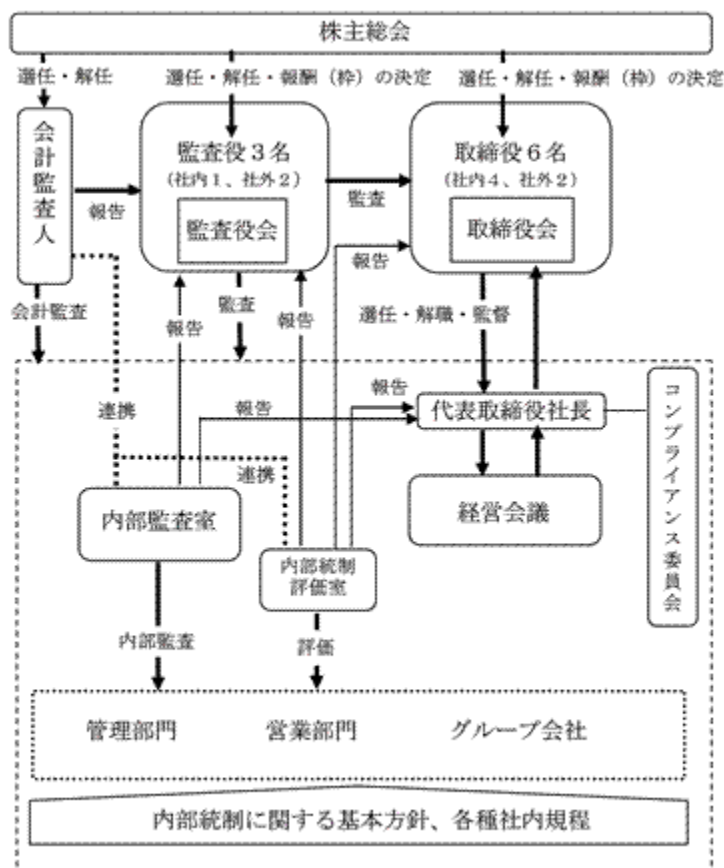 株主総会
選任・解任
選任・解任・報酬（枠）の決定
選任・解任・報酬（枠）の決定
会計監査人
監査役３名
（社内１、社外２）
監査役会
取締役６名
（社内４、社外２）
取締役会
報告
監査
報告
会計監査
報告
監査
報告
選任・解職・監督
連携
報告
報告
代表取締役社長
コンプライアンス委員会
連携
内部監査室
経営会議
内部統制
評価室
内部監査
評価
管理部門
営業部門
グループ会社
内部統制に関する基本方針、各種社内規程